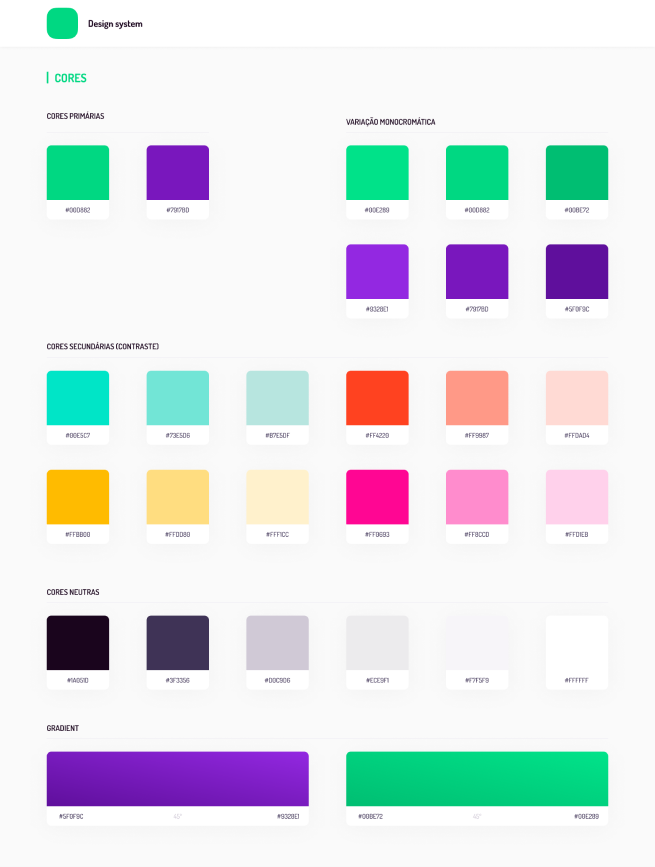 Design system
CORES
CORES PRIMÁRIAS
VARIAÇÃO MONOCROMÁTICA
#00D882
#7917BD
#00E289
#00D882
#00BE72
#9328E1
#7917BD
#5F0F9C
CORES SECUNDÁRIAS (CONTRASTE)
#00E5C7
#73E5D6
#B7E5DF
#FF4220
#FF9987
#FFDAD4
#FFBB00
#FFDD80
#FFF1CC
#FF0693
#FF8CCD
#FFD1EB
CORES NEUTRAS
#1A051D
#3F3356
#D0C9D6
#ECE9F1
#F7F5F9
#FFFFFF
GRADIENT
#5F0F9C
45°
#9328E1
#00BE72
45°
#00E289